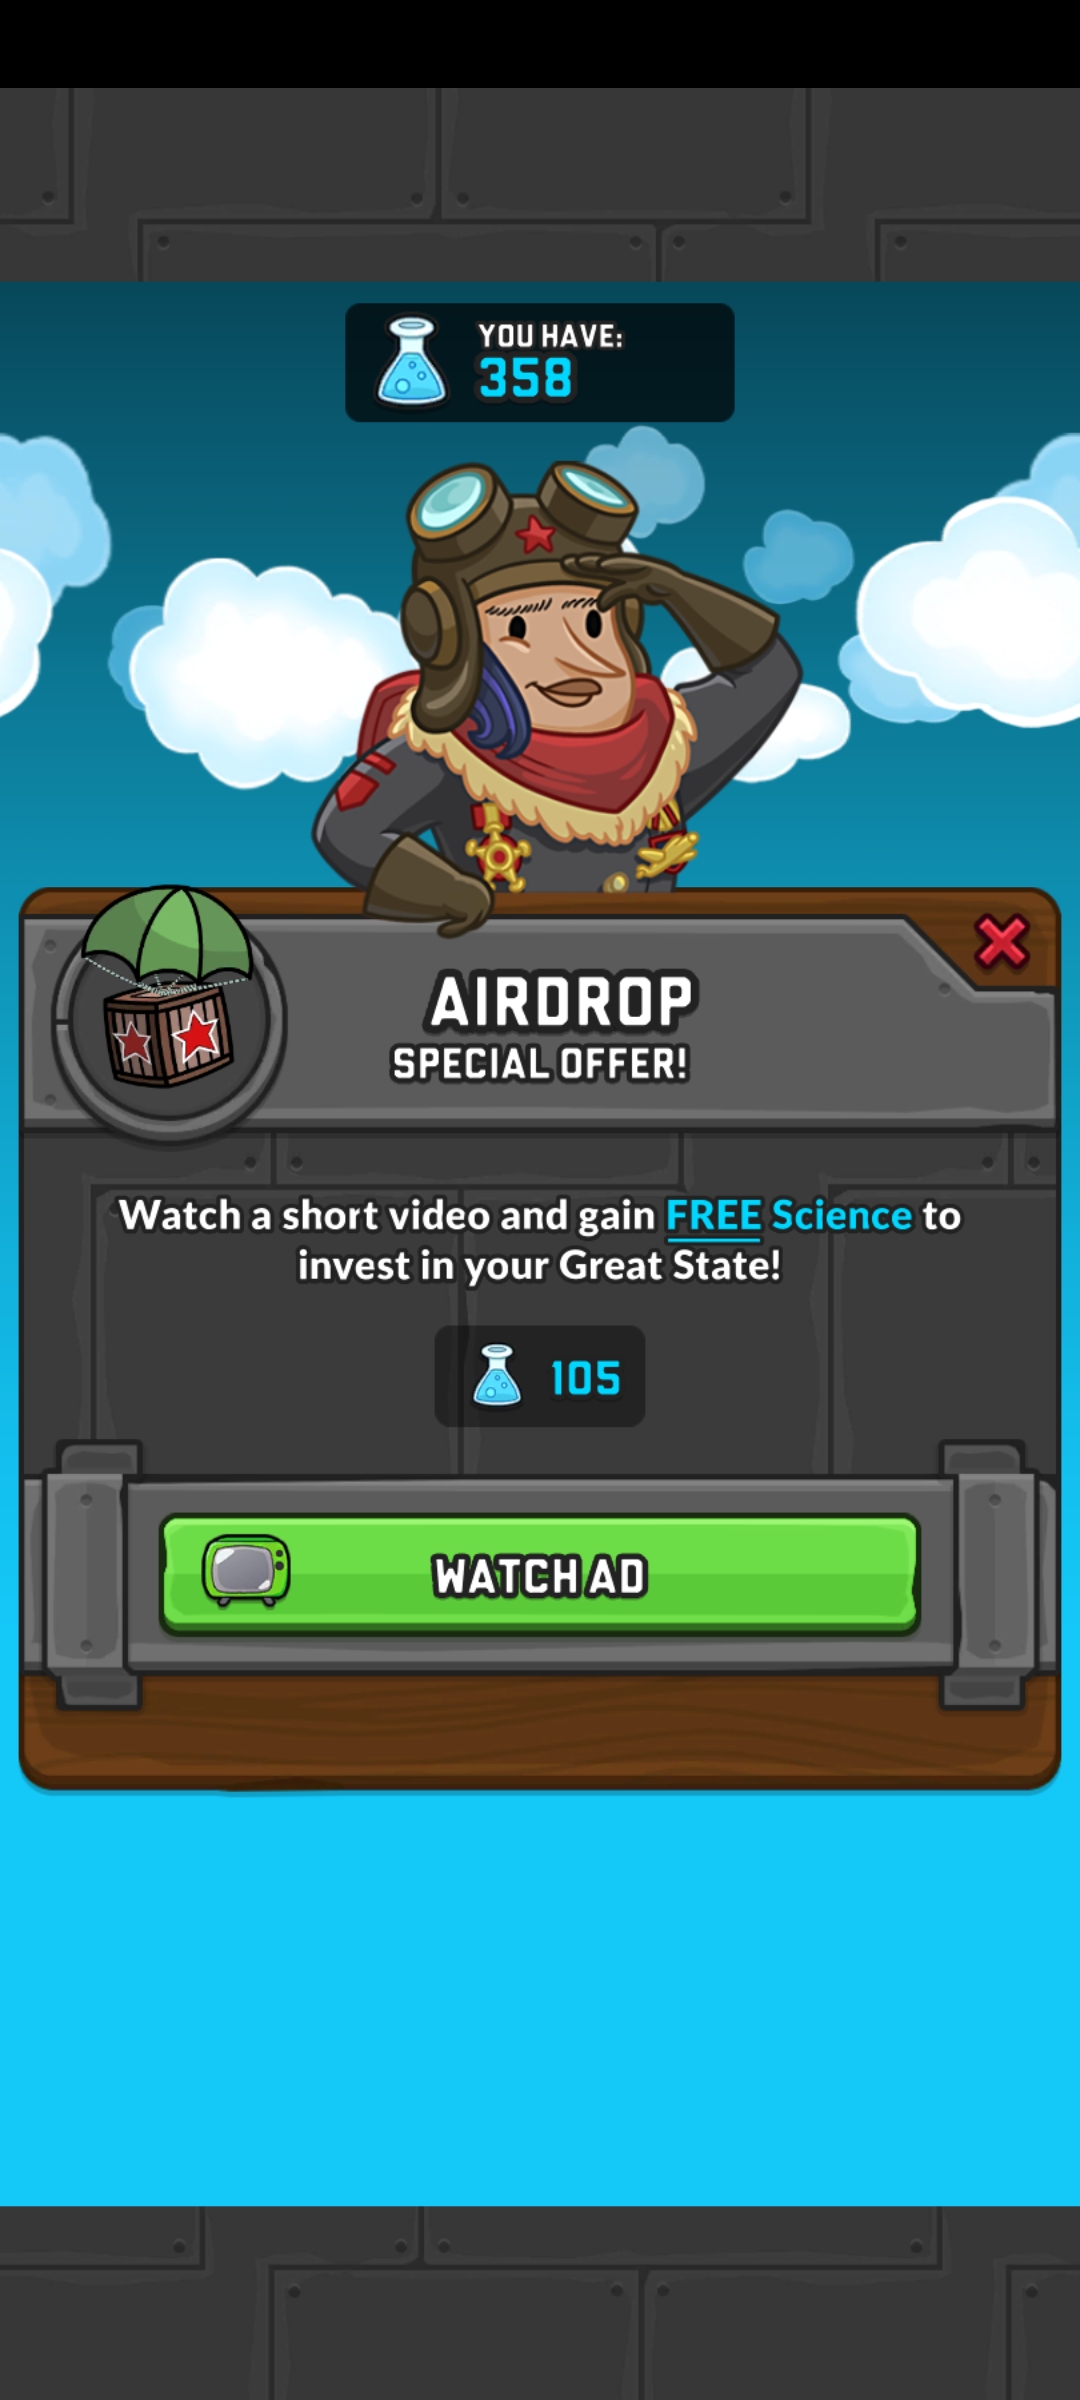 YOU HAVE:
358
AIRDROP
SPECIAL OFFER!
Watch a short video and gain FREE Science to
invest in your Great State!
105
WATCH AD